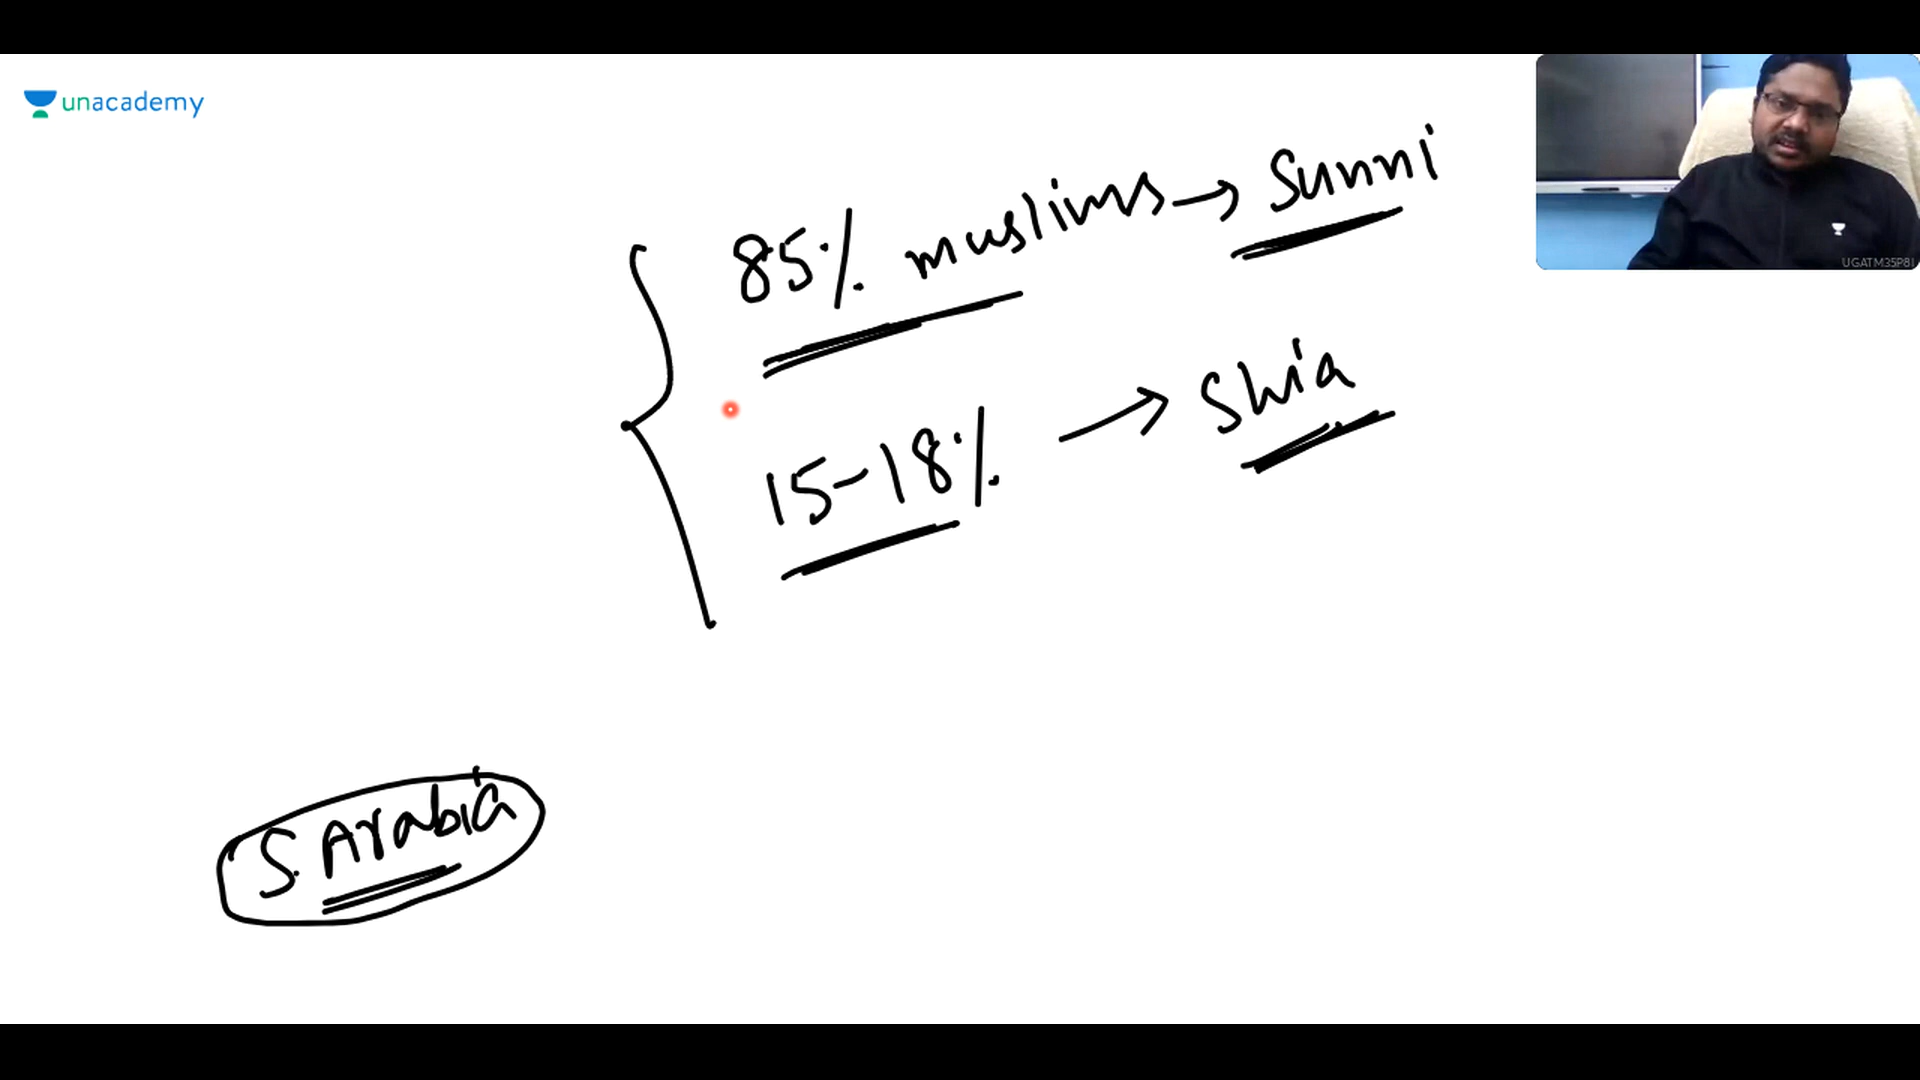 unacademy
85% muslims → Sunni
15-18% → Shia
S. Arabia
UGATM35P8I